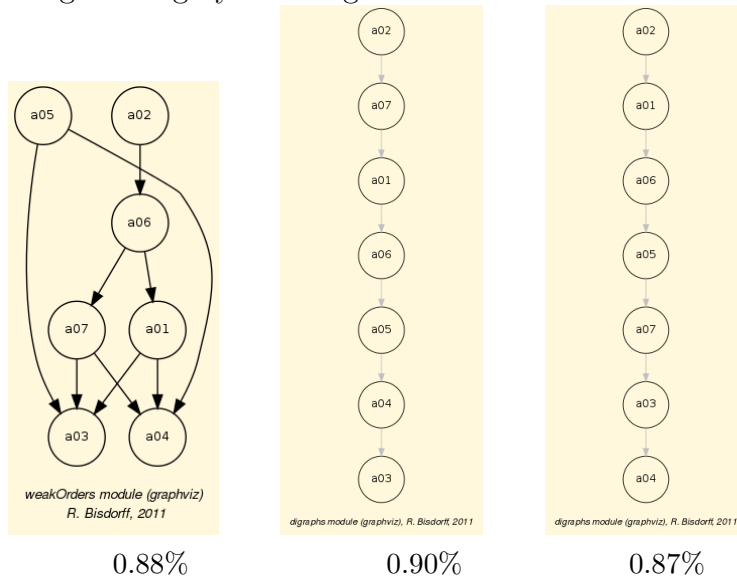 a05 a02
a06
a07 a01
a03 a04
weakOrders module (graphviz)
R. Bisdorff, 2011
0.88%
a02
a07
a01
a06
a05
a04
a03
digraphs module (graphviz), R. Bisdorff, 2011
0.90%
a02
a01
a06
a05
a07
a03
a04
digraphs module (graphviz), R. Bisdorff, 2011
0.87%